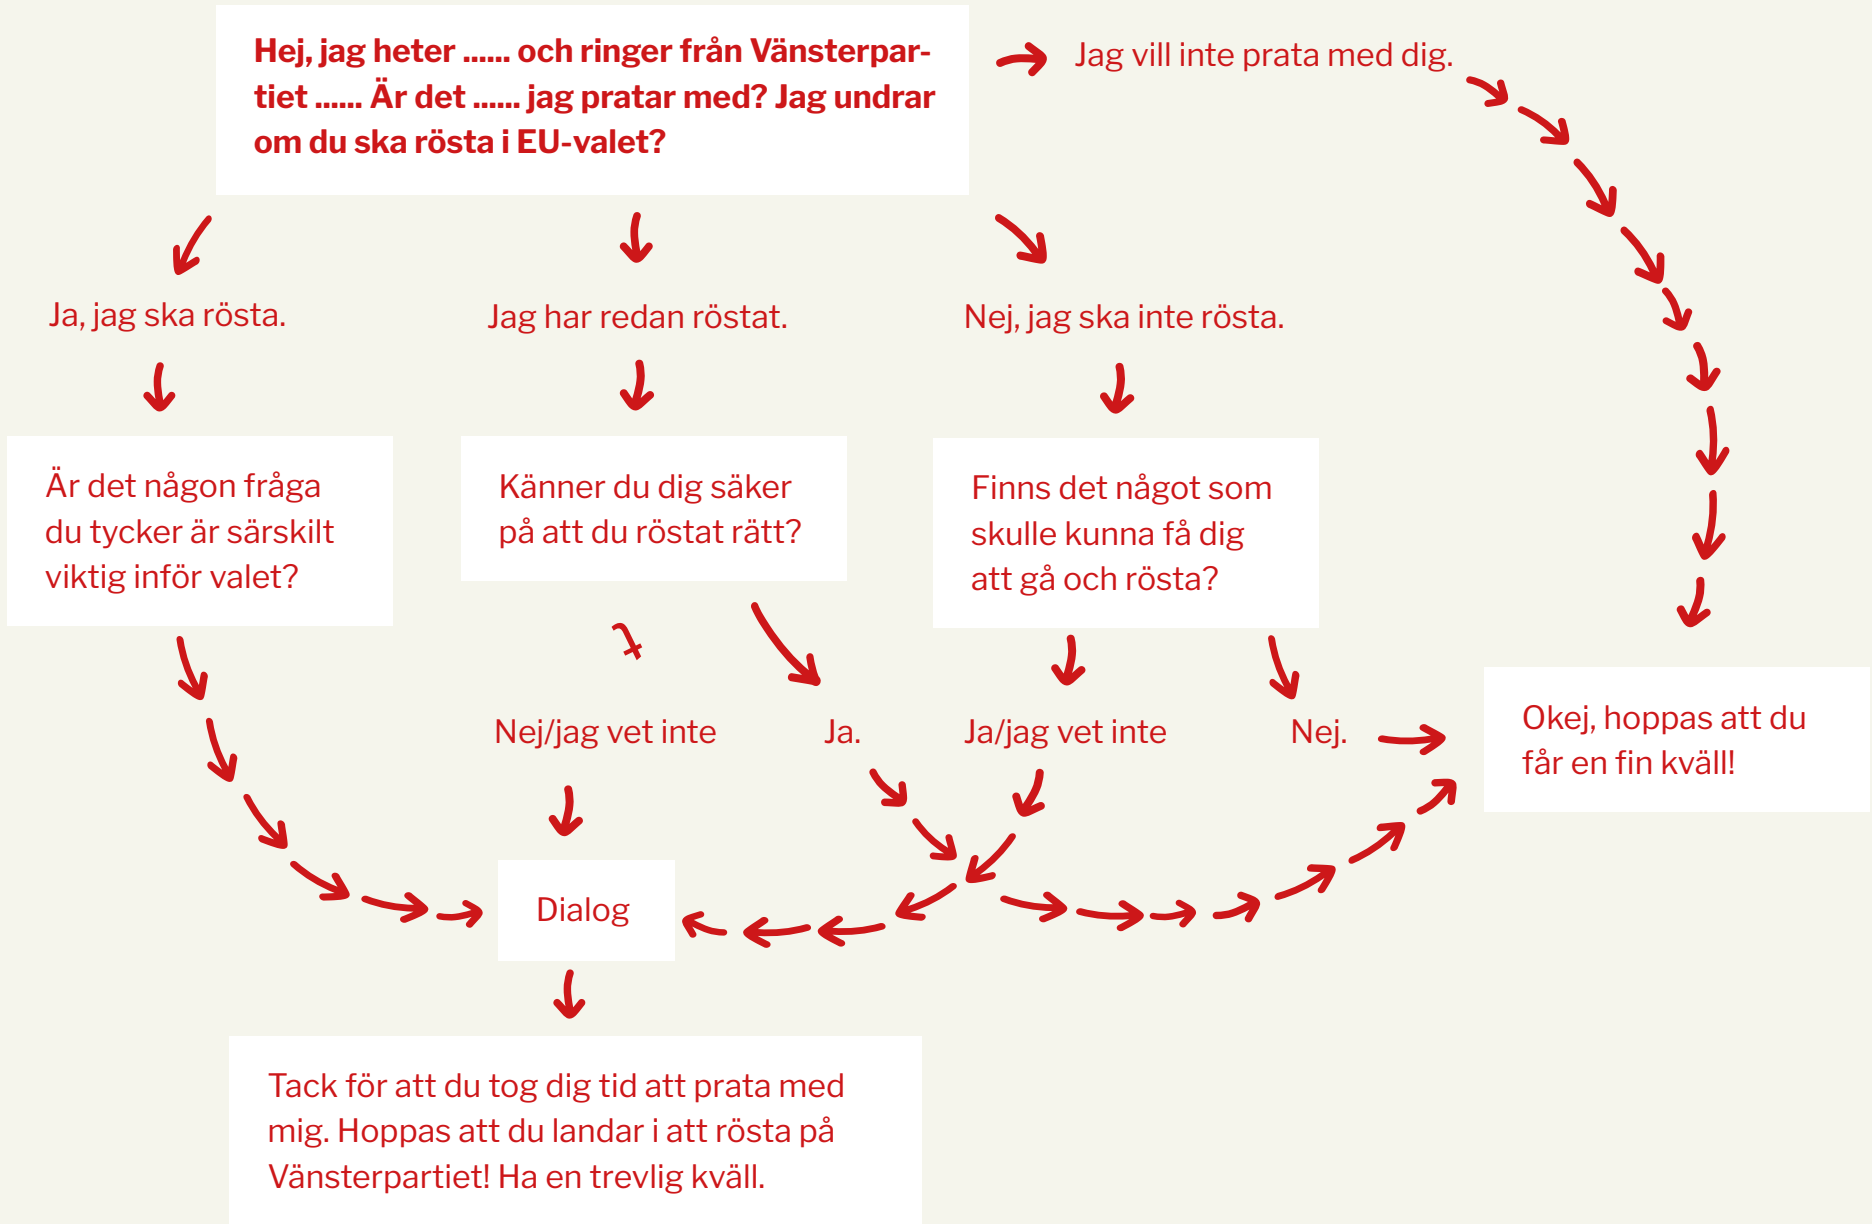 Hej, jag heter ...... och ringer från Vänsterpar-
tiet ...... Är det ...... jag pratar med? Jag undrar
om du ska rösta i EU-valet?
Jag vill inte prata med dig.
Ja, jag ska rösta.
Jag har redan röstat.
Nej, jag ska inte rösta.
Är det någon fråga
du tycker är särskilt
viktig inför valet?
Känner du dig säker
på att du röstat rätt?
Finns det något som
skulle kunna få dig
att gå och rösta?
Nej/jag vet inte
Ja.
Ja/jag vet inte
Nej.
Okej, hoppas att du
får en fin kväll!
Dialog
Tack för att du tog dig tid att prata med
mig. Hoppas att du landar i att rösta på
Vänsterpartiet! Ha en trevlig kväll.